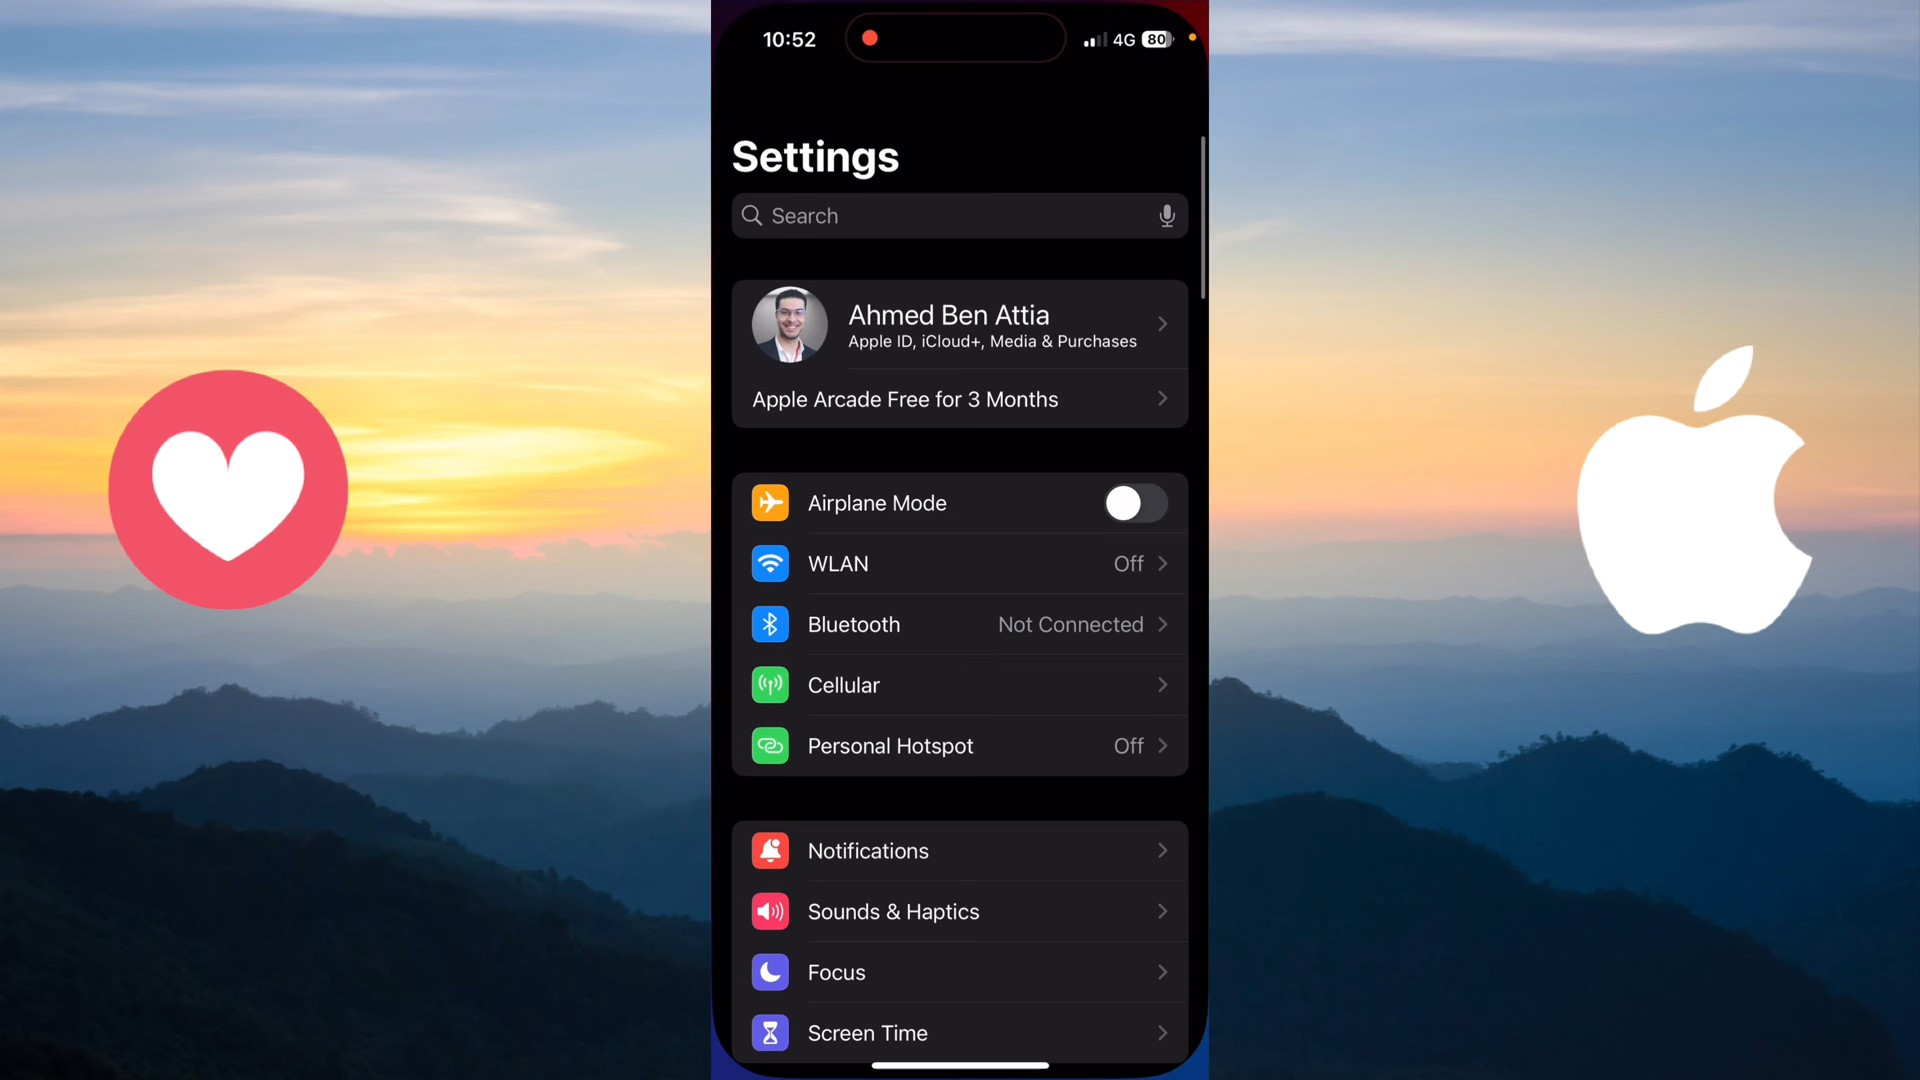 10:52
4G 80
Settings
Search
Ahmed Ben Attia
Apple ID, iCloud+, Media & Purchases
Apple Arcade Free for 3 Months
Airplane Mode
WLAN Off
Bluetooth Not Connected
Cellular
Personal Hotspot Off
Notifications
Sounds & Haptics
Focus
Screen Time